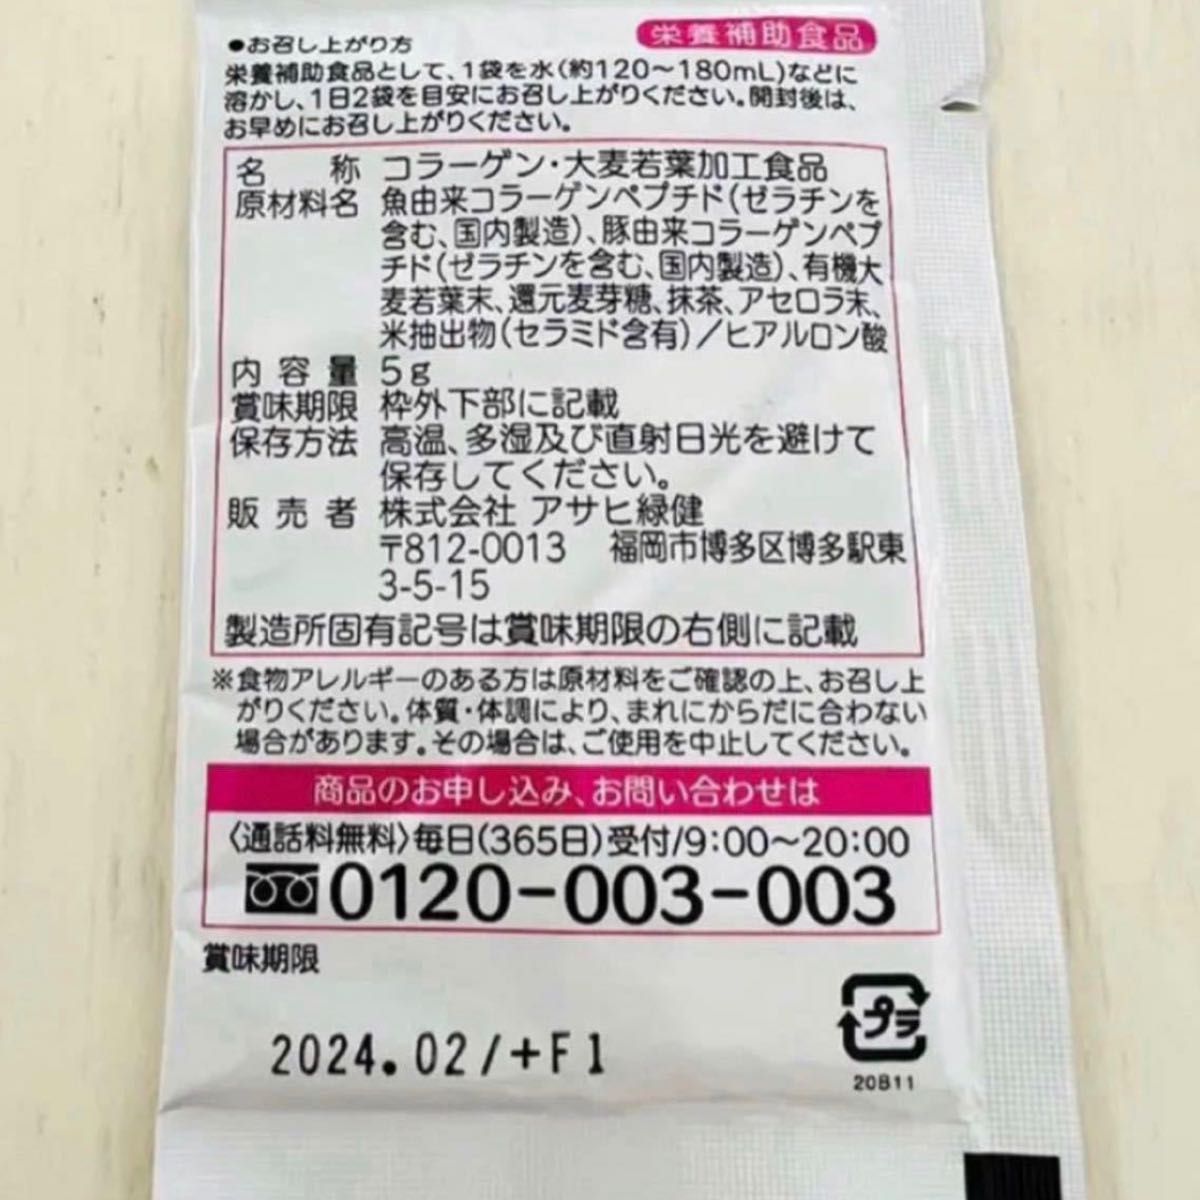 栄養補助食品
●お召し上がり方
栄養補助食品として、1袋を水(約120〜180mL)などに
溶かし、1日2袋を目安にお召し上がりください。開封後は、
お早めにお召し上がりください。
名称 コラーゲン・大麦若葉加工食品
原材料名 魚由来コラーゲンペプチド(ゼラチンを
含む、国内製造)、豚由来コラーゲンペプ
チド(ゼラチンを含む、国内製造)、有機大
麦若葉末、還元麦芽糖、抹茶、アセロラ末、
米抽出物(セラミド含有)/ヒアルロン酸
内容量 5g
賞味期限 枠外下部に記載
保存方法 高温、多湿及び直射日光を避けて
保存してください。
販売者 株式会社 アサヒ緑健
〒812-0013 福岡市博多区博多駅東
3-5-15
製造所固有記号は賞味期限の右側に記載
※食物アレルギーのある方は原材料をご確認の上、お召し上
がりください。体質・体調により、まれにからだに合わない
場合があります。その場合は、ご使用を中止してください。
商品のお申し込み、お問い合わせは
〈通話料無料〉毎日(365日)受付/9:00〜20:00
0120-003-003
賞味期限
2024.02/+F1
プラ
20B11